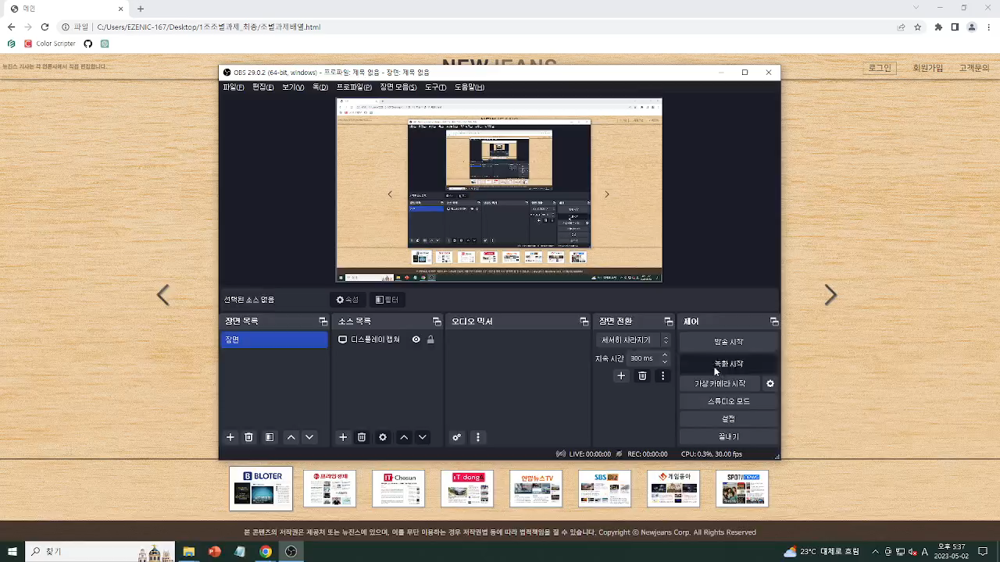 메인
파일 C:/Users/EZENIC-167/Desktop/1조조별과제_최종/조별과제배열.html
Color Scripter
뉴진스 기사는 각 언론사에서 직접 편집합니다.
NEWJEANS
로그인 회원가입 고객문의
OBS 29.0.2 (64-bit, windows) - 프로파일: 제목 없음 - 장면: 제목 없음
파일(F) 편집(E) 보기(V) 독(D) 프로파일(P) 장면 모음(S) 도구(T) 도움말(H)
선택된 소스 없음 속성 필터
장면 목록 소스 목록 오디오 믹서 장면 전환 제어
장면 디스플레이 캡쳐 서서히 사라지기 방송 시작
지속 시간 300 ms 녹화 시작
가상 카메라 시작
스튜디오 모드
설정
끝내기
LIVE: 00:00:00 REC: 00:00:00 CPU: 0.3%, 30.00 fps
BLOTER 프라임경제 IT Chosun iT dong 연합뉴스TV SBS Biz 게임동아 SPOTV NEWS
본 콘텐츠의 저작권은 제공처 또는 뉴진스에 있으며, 이를 무단 이용하는 경우 저작권법 등에 따라 법적책임을 질 수 있습니다. Copyright © Newjeans Corp. All Rights Reserved
찾기
23°C 대체로 흐림
A
오후 5:37
2023-05-02